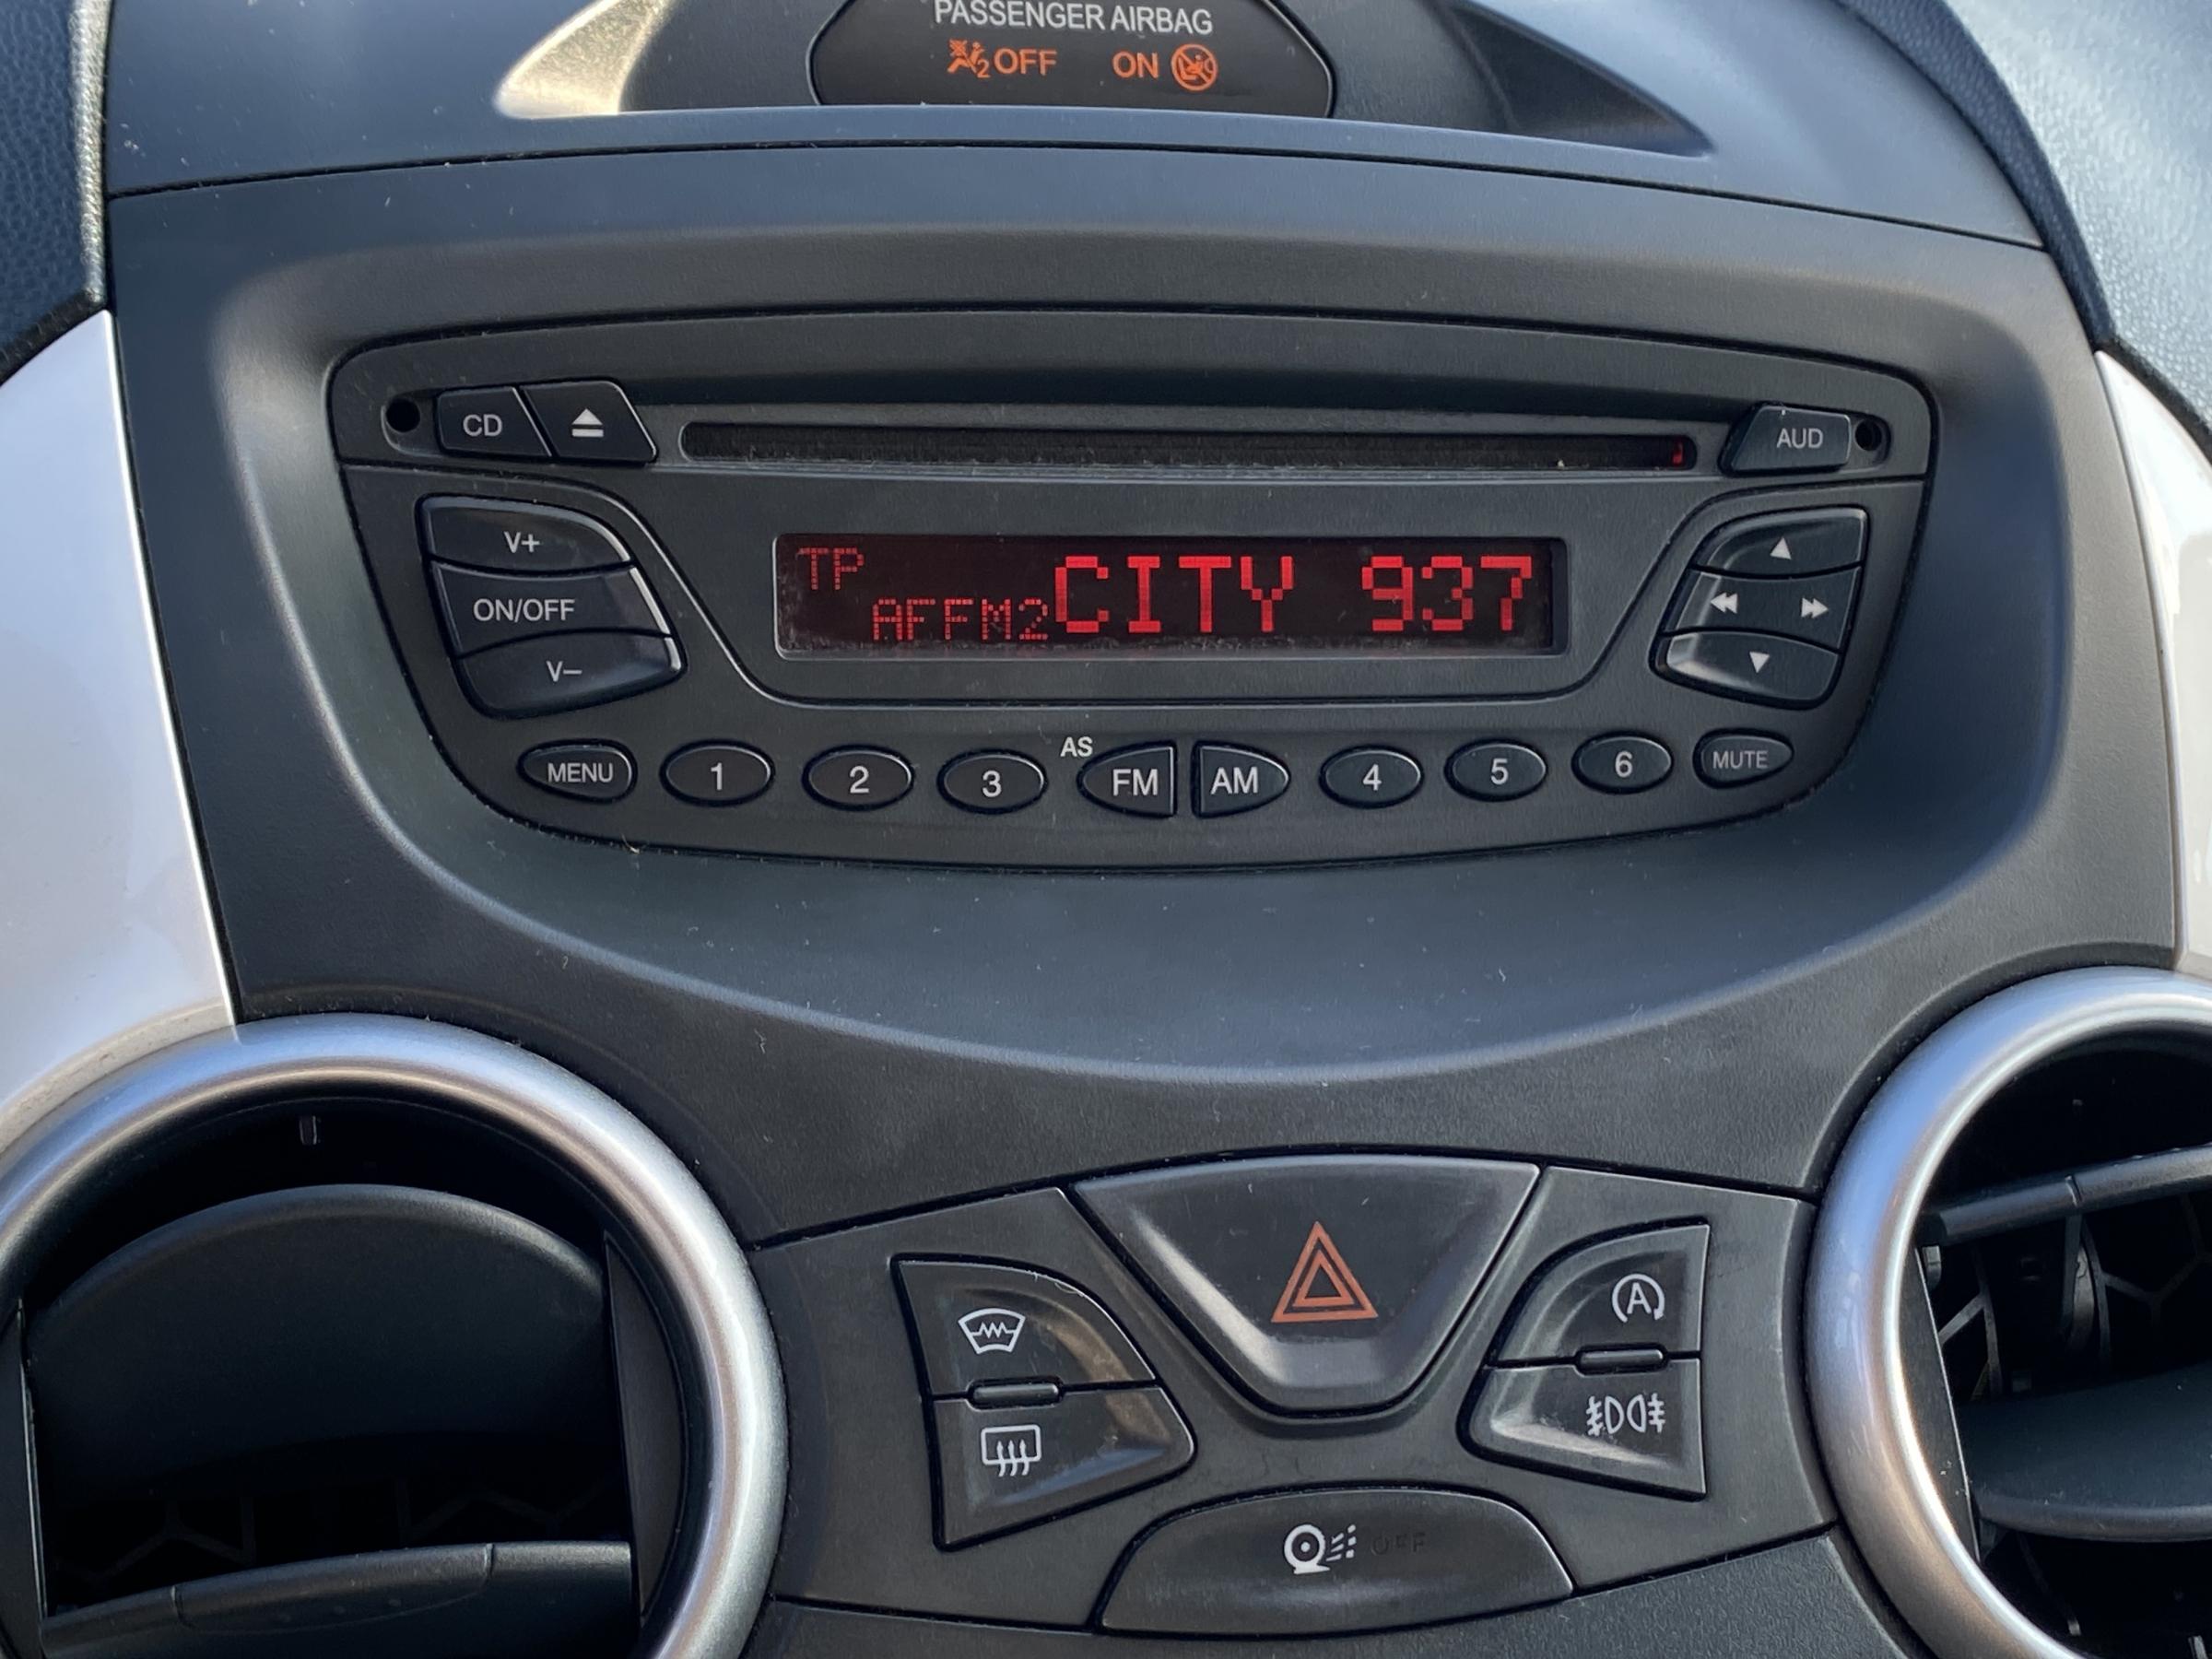 PASSENGER AIRBAG
2 OFF ON
CD
AUD
V+
ON/OFF
V–
TP
AF FM2 CITY 937
AS
MENU 1 2 3 FM AM 4 5 6 MUTE
A
OFF